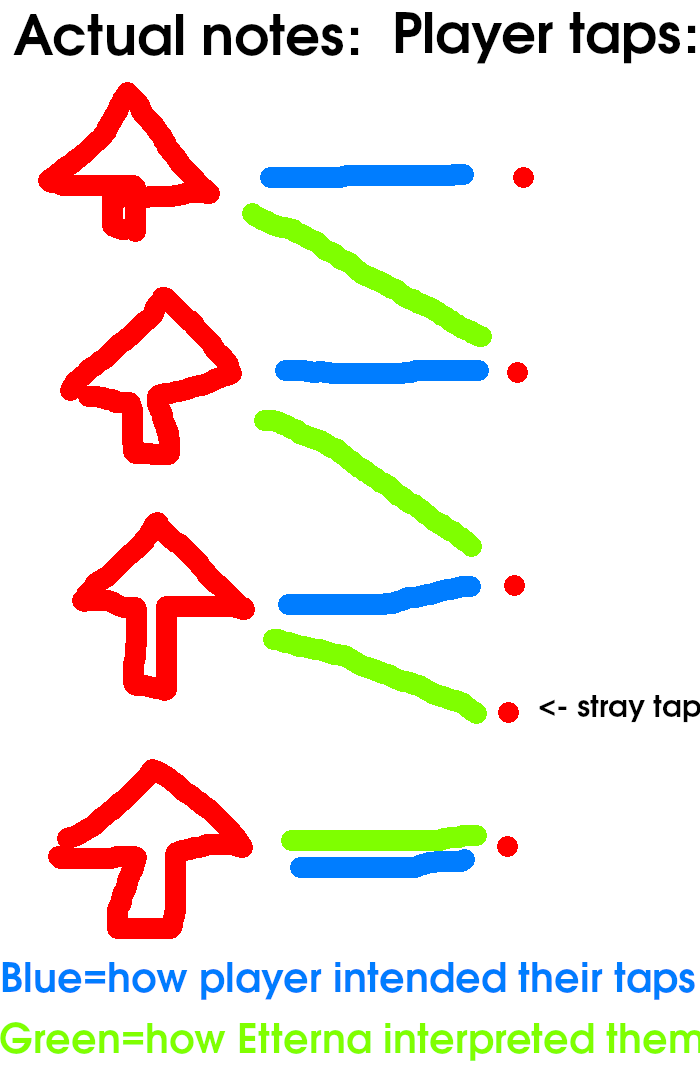 Actual notes: Player taps:
<- stray tap
Blue=how player intended their taps
Green=how Etterna interpreted them